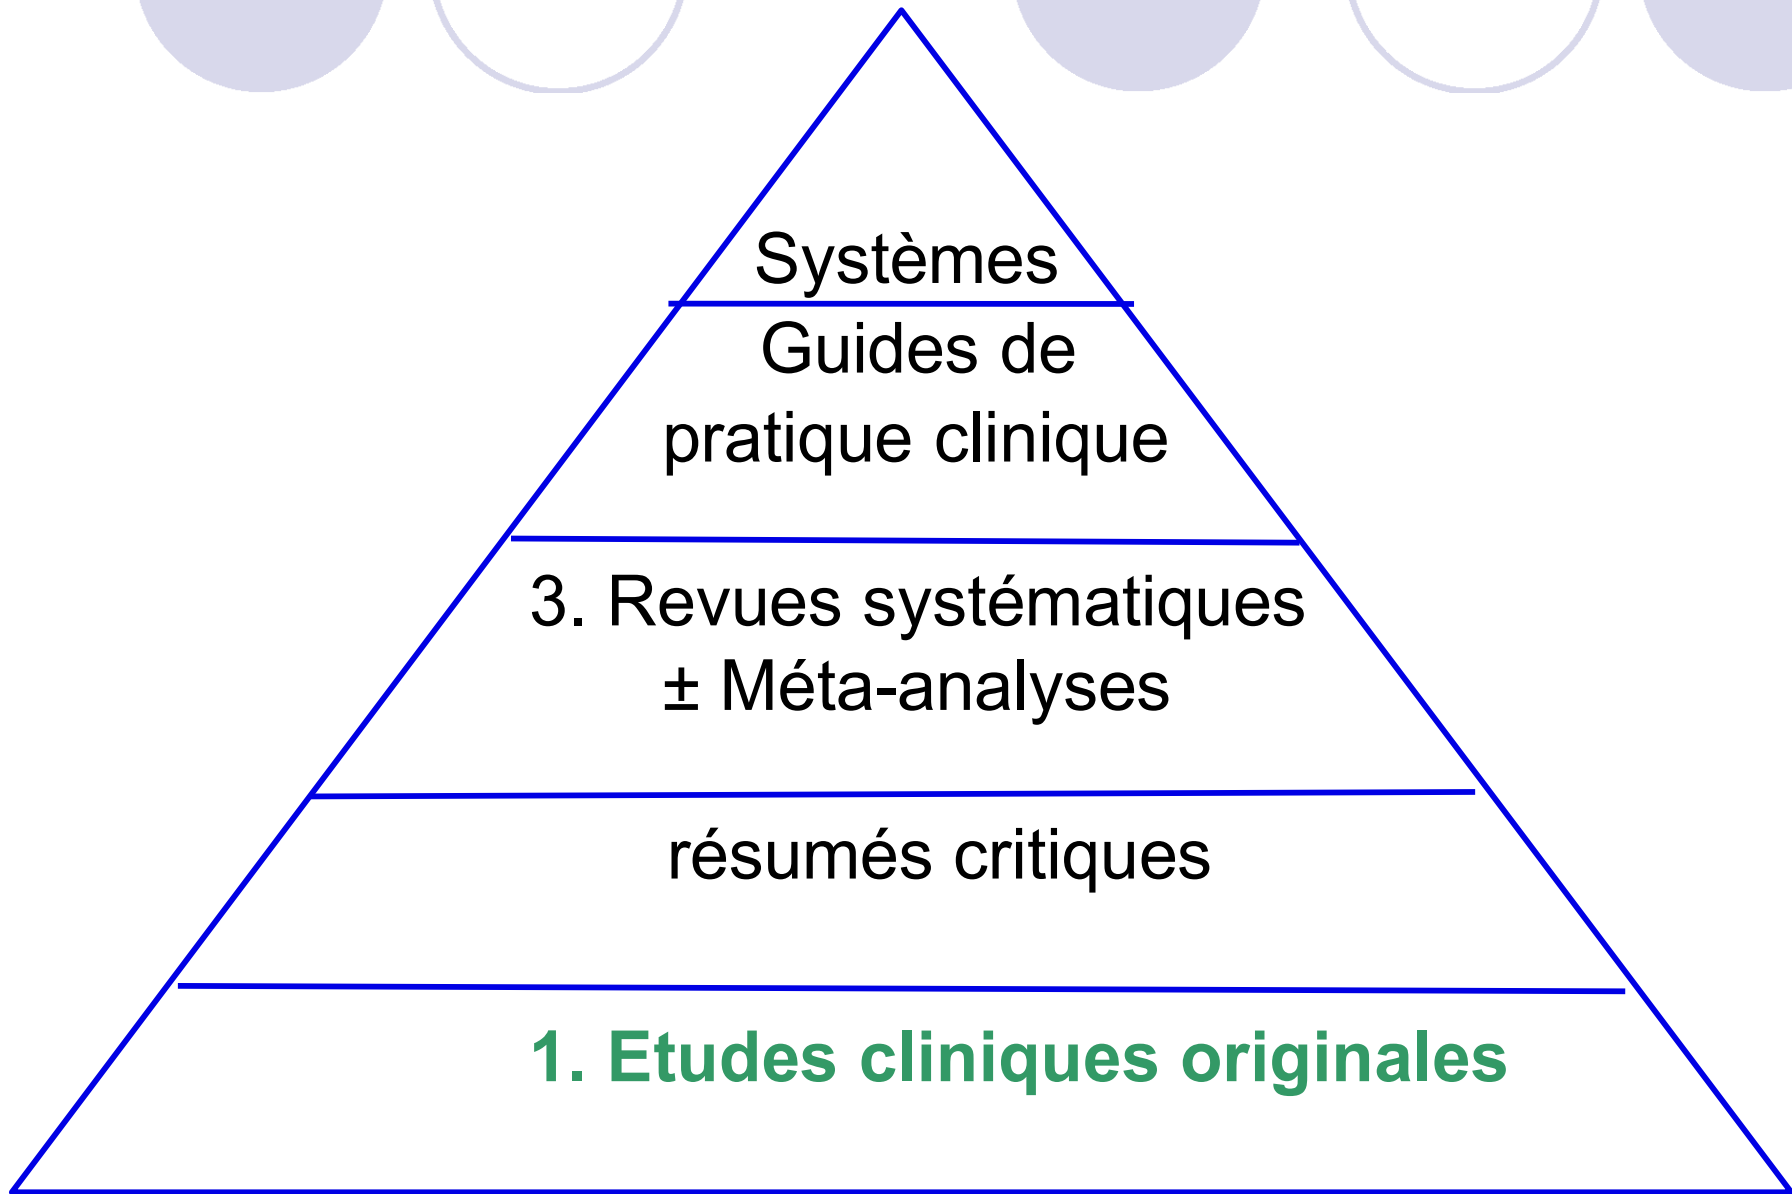 Systèmes
Guides de
pratique clinique
3. Revues systématiques
± Méta-analyses
résumés critiques
1. Etudes cliniques originales